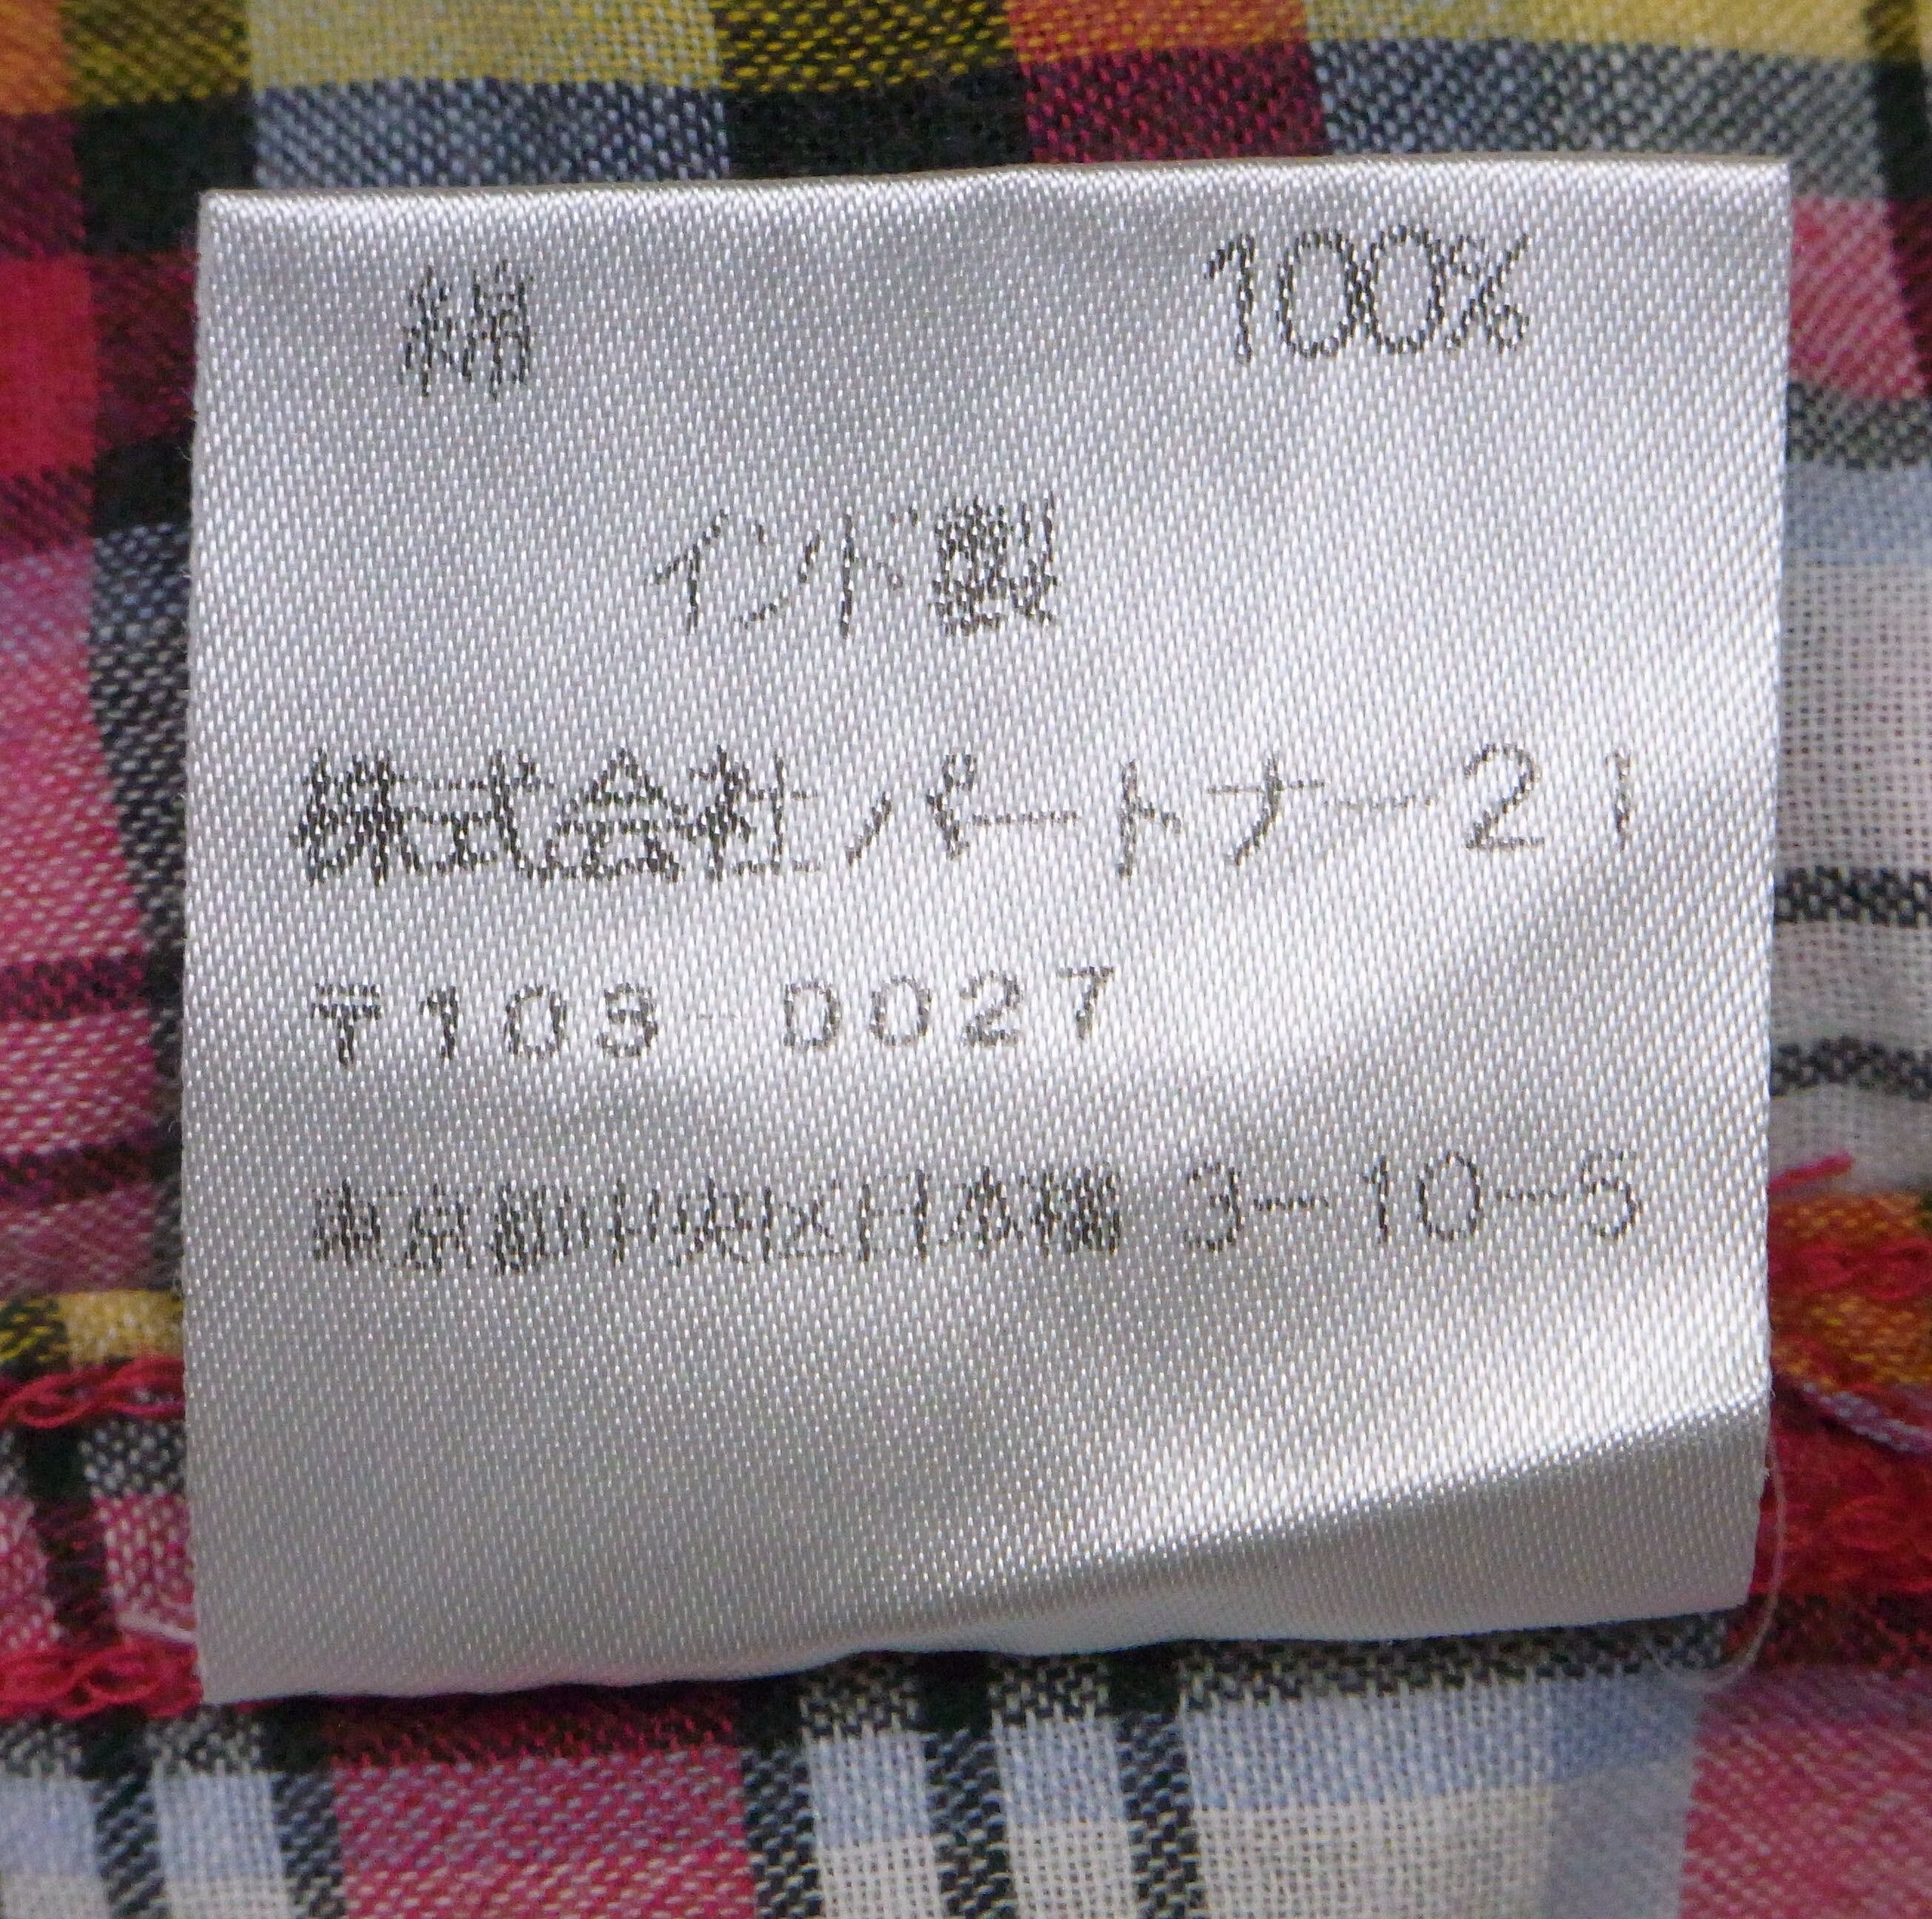 綿 100%
インド製
株式会社パートナー21
〒103-0027
東京都中央区日本橋3-10-5